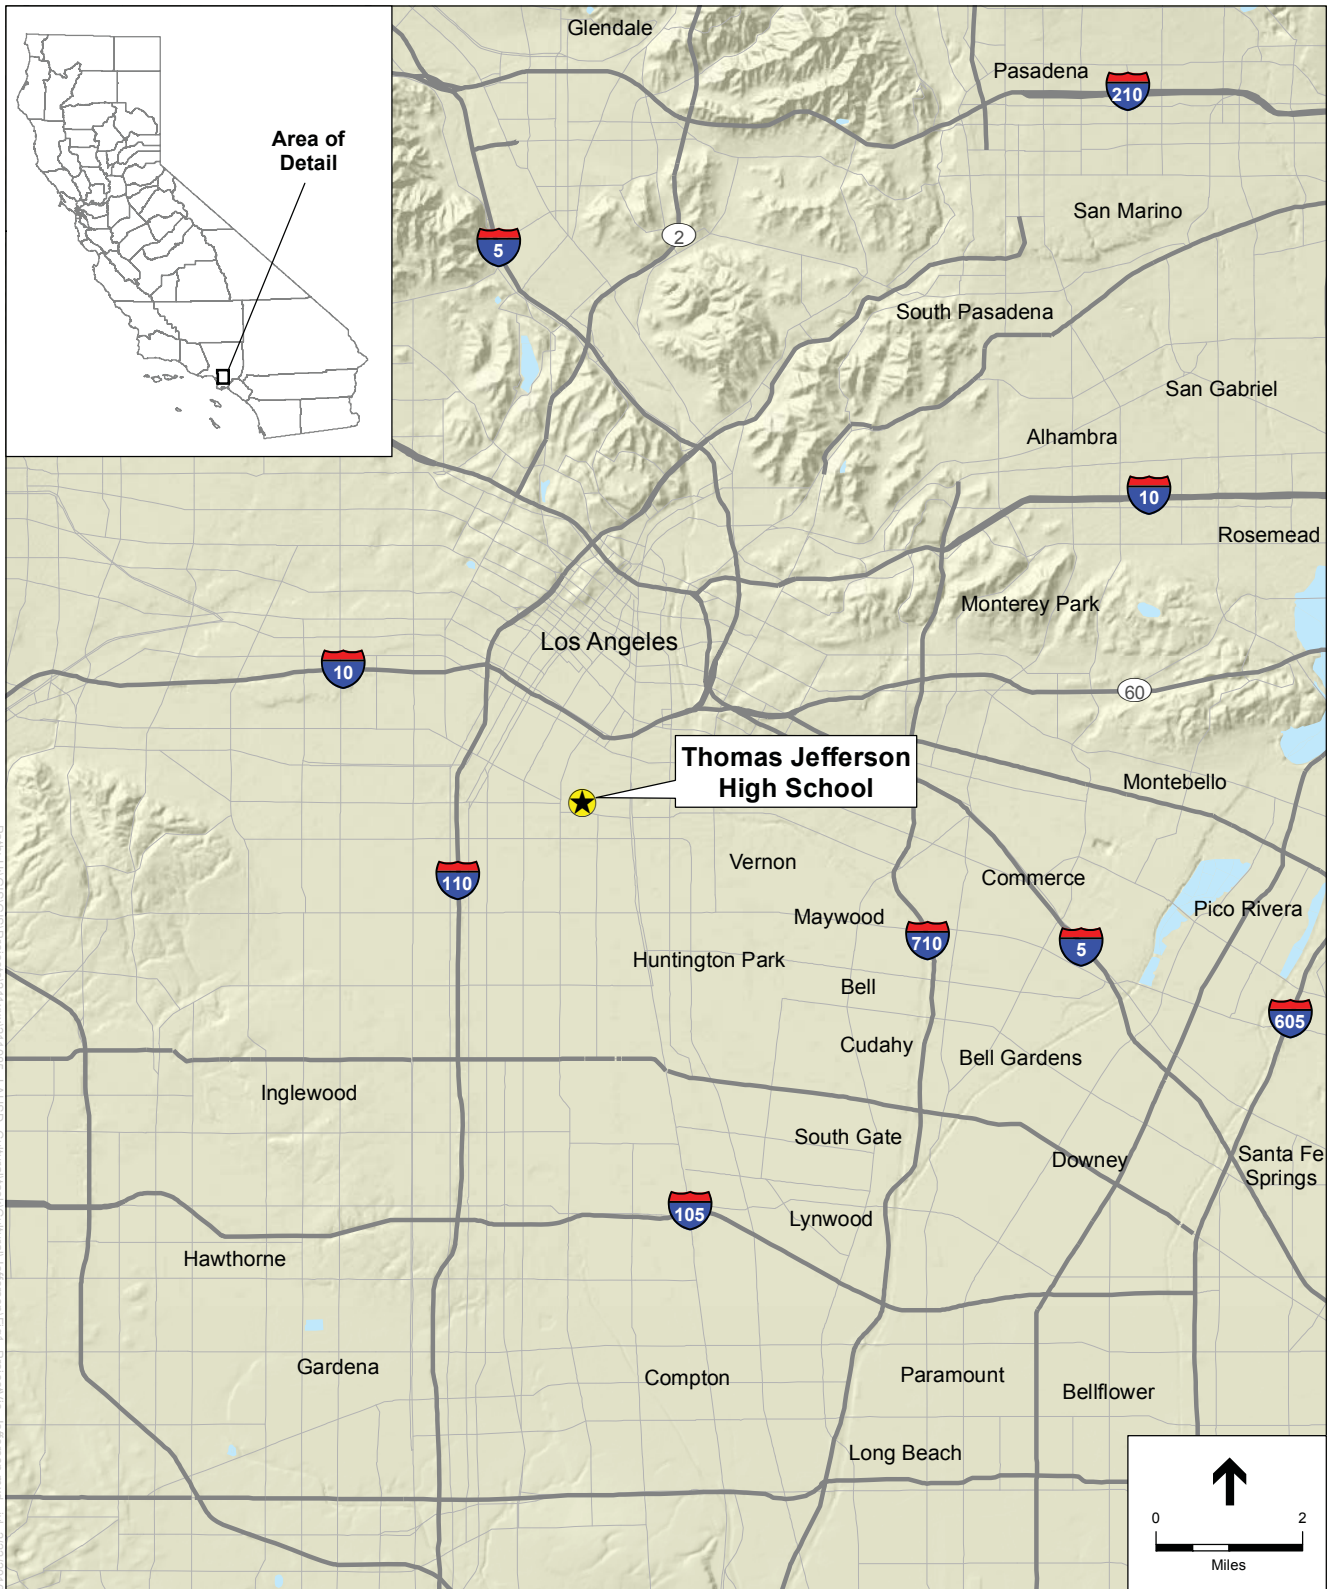 Glendale
Pasadena
210
Area of
Detail
San Marino
2
5
South Pasadena
San Gabriel
Alhambra
10
Rosemead
Monterey Park
Los Angeles
10
60
Thomas Jefferson
High School
Montebello
Vernon
Commerce
110
Pico Rivera
Maywood
710
5
Huntington Park
Bell
605
Cudahy
Bell Gardens
Inglewood
South Gate
Downey
Santa Fe
Springs
105
Lynwood
Hawthorne
Gardena
Compton
Paramount
Bellflower
Long Beach
0
2
Miles